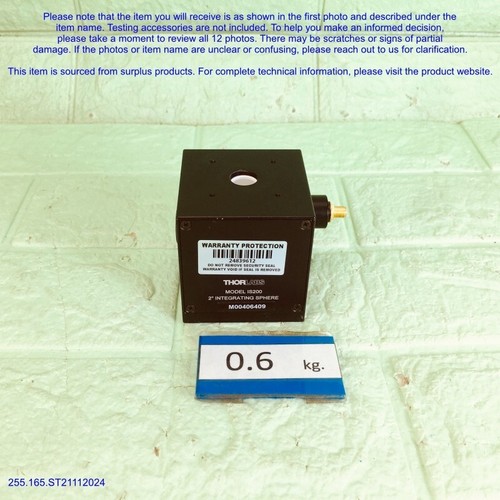 Please note that the item you will receive is as shown in the first photo and described under the
item name. Testing accessories are not included. To help you make an informed decision,
please take a moment to review all 12 photos. There may be scratches or signs of partial
damage. If the photos or item name are unclear or confusing, please reach out to us for clarification.
This item is sourced from surplus products. For complete technical information, please visit the product website.
WARRANTY PROTECTION
24839612
DO NOT REMOVE SECURITY SEAL
WARRANTY VOID IF SEAL IS REMOVED
THORLABS
MODEL IS200
2" INTEGRATING SPHERE
M00406409
0.6 kg.
255.165.ST21112024